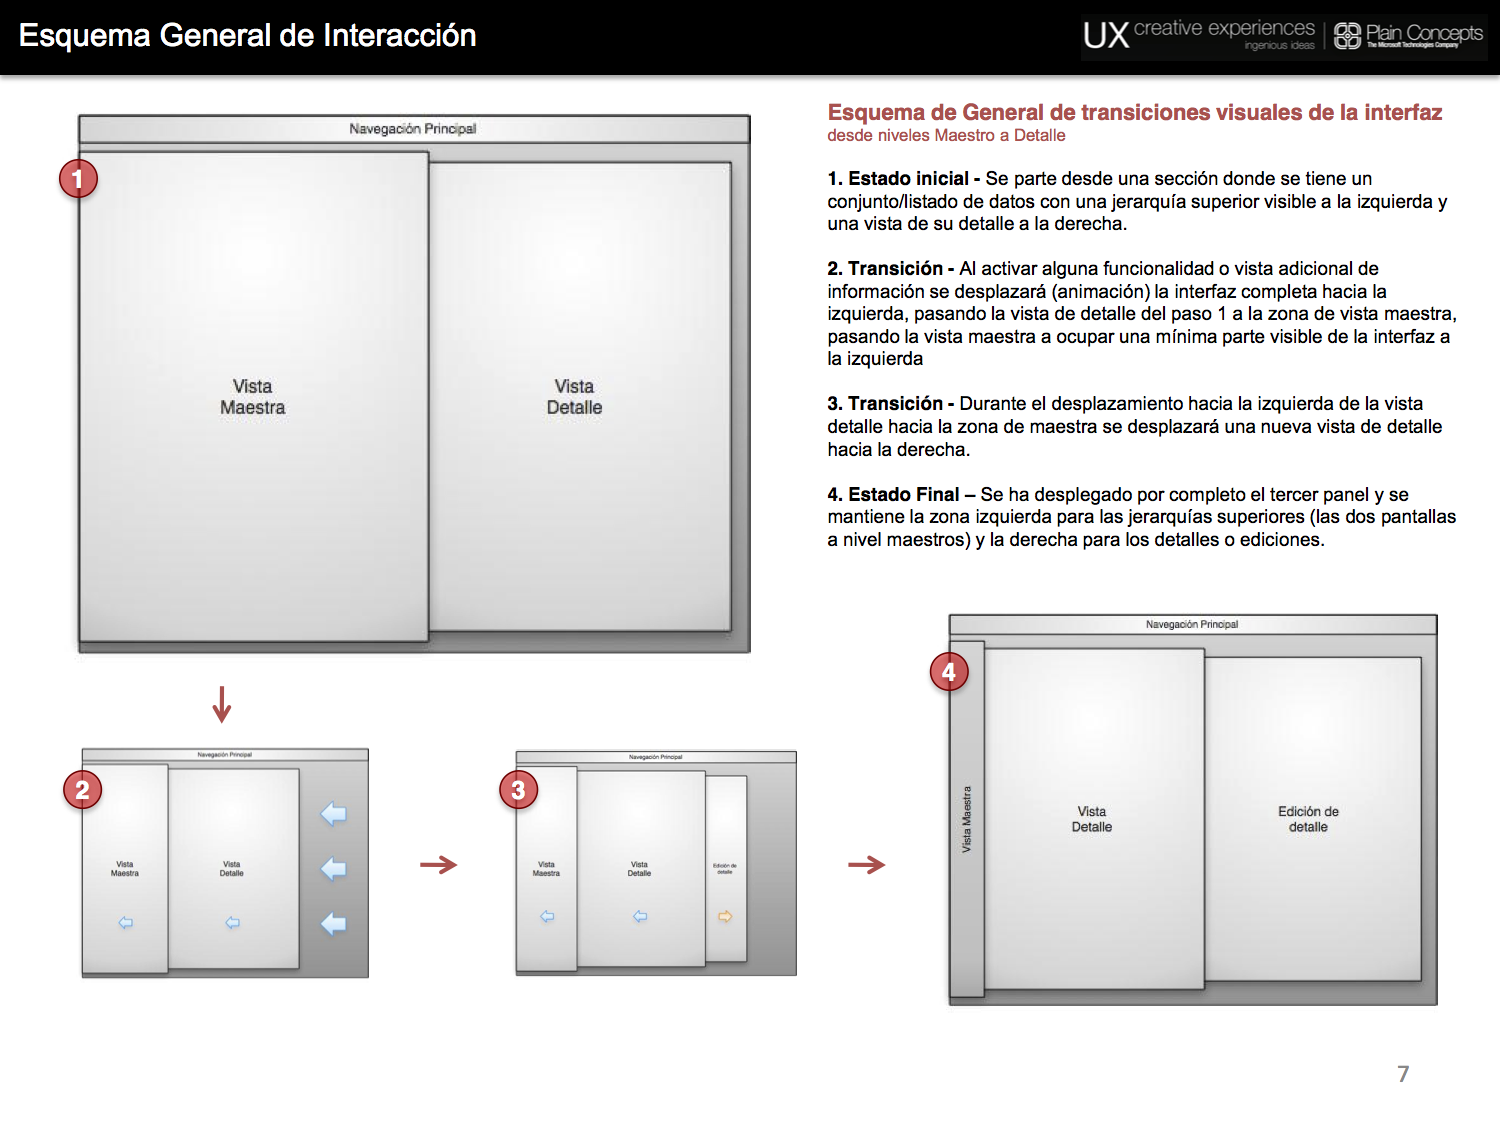 Esquema General de Interacción
UX creative experiences
ingenious ideas
Plain Concepts
The Microsoft Technologies Company
Navegación Principal
1
Vista
Maestra
Vista
Detalle
Esquema de General de transiciones visuales de la interfaz
desde niveles Maestro a Detalle
1. Estado inicial - Se parte desde una sección donde se tiene un
conjunto/listado de datos con una jerarquía superior visible a la izquierda y
una vista de su detalle a la derecha.
2. Transición - Al activar alguna funcionalidad o vista adicional de
información se desplazará (animación) la interfaz completa hacia la
izquierda, pasando la vista de detalle del paso 1 a la zona de vista maestra,
pasando la vista maestra a ocupar una mínima parte visible de la interfaz a
la izquierda
3. Transición - Durante el desplazamiento hacia la izquierda de la vista
detalle hacia la zona de maestra se desplazará una nueva vista de detalle
hacia la derecha.
4. Estado Final – Se ha desplegado por completo el tercer panel y se
mantiene la zona izquierda para las jerarquías superiores (las dos pantallas
a nivel maestros) y la derecha para los detalles o ediciones.
Navegación Principal
2
Vista
Maestra
Vista
Detalle
Navegación Principal
3
Vista
Maestra
Vista
Detalle
Edición de
detalle
Navegación Principal
4
Vista Maestra
Vista
Detalle
Edición de
detalle
7